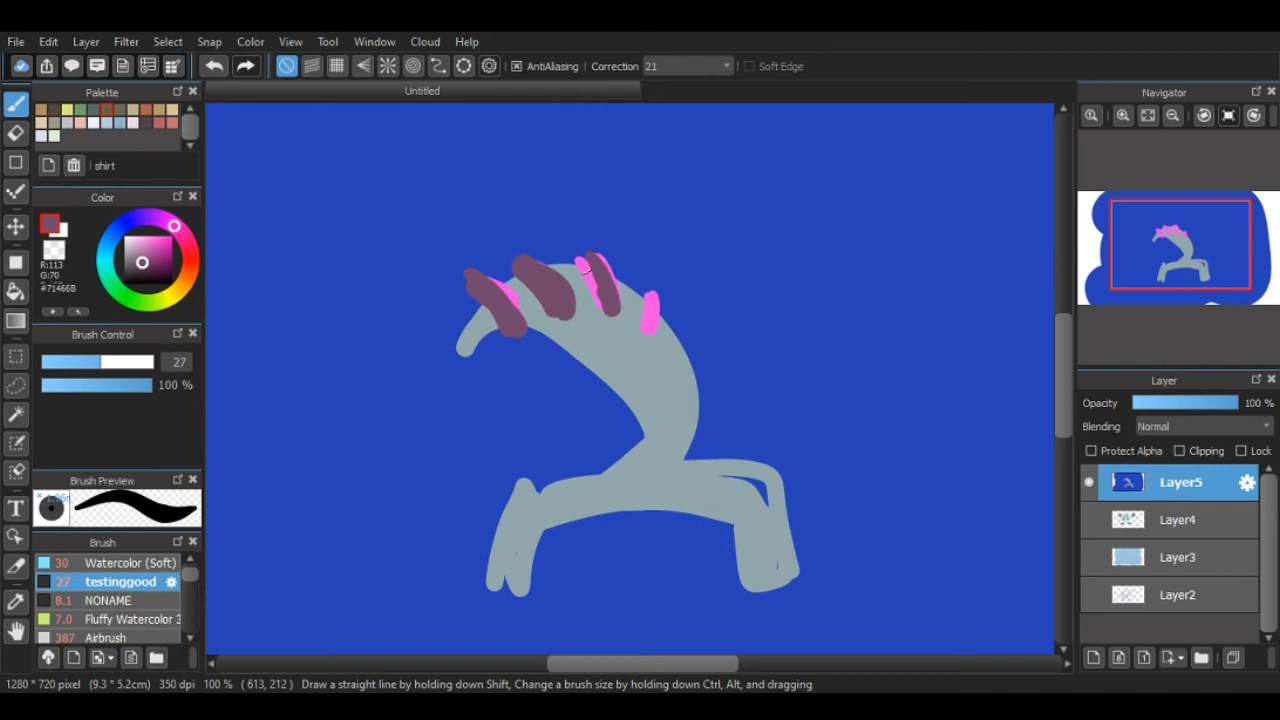 File Edit Layer Filter Select Snap Color View Tool Window Cloud Help
AntiAliasing Correction 21 Soft Edge
Palette
Untitled
Navigator
shirt
Color
R:113
G:70
#71466B
Brush Control
27
100 %
Brush Preview
Brush
30 Watercolor (Soft)
27 testinggood
8.1 NONAME
7.0 Fluffy Watercolor 3
387 Airbrush
Layer
Opacity 100 %
Blending Normal
Protect Alpha Clipping Lock
Layer5
Layer4
Layer3
Layer2
1280 * 720 pixel (9.3 * 5.2cm) 350 dpi 100 % ( 613, 212 ) Draw a straight line by holding down Shift, Change a brush size by holding down Ctrl, Alt, and dragging